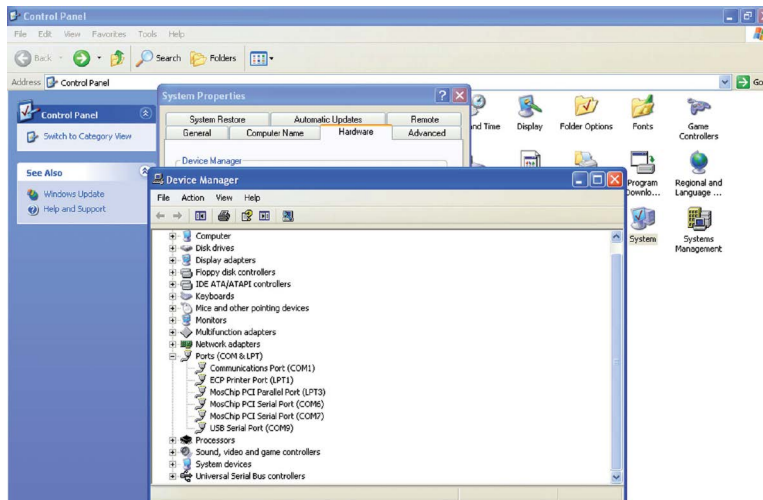 Control Panel
File Edit View Favorites Tools Help
Back Search Folders
Address Control Panel Go
Control Panel
Switch to Category View
See Also
Windows Update
Help and Support
System Properties
System Restore Automatic Updates Remote
General Computer Name Hardware Advanced
Device Manager
nd Time Display Folder Options Fonts Game Controllers
Program Downlo... Regional and Language ...
System Systems Management
Device Manager
File Action View Help
Computer
Disk drives
Display adapters
Floppy disk controllers
IDE ATA/ATAPI controllers
Keyboards
Mice and other pointing devices
Monitors
Multifunction adapters
Network adapters
Ports (COM & LPT)
Communications Port (COM1)
ECP Printer Port (LPT1)
MosChip PCI Parallel Port (LPT3)
MosChip PCI Serial Port (COM6)
MosChip PCI Serial Port (COM7)
USB Serial Port (COM9)
Processors
Sound, video and game controllers
System devices
Universal Serial Bus controllers